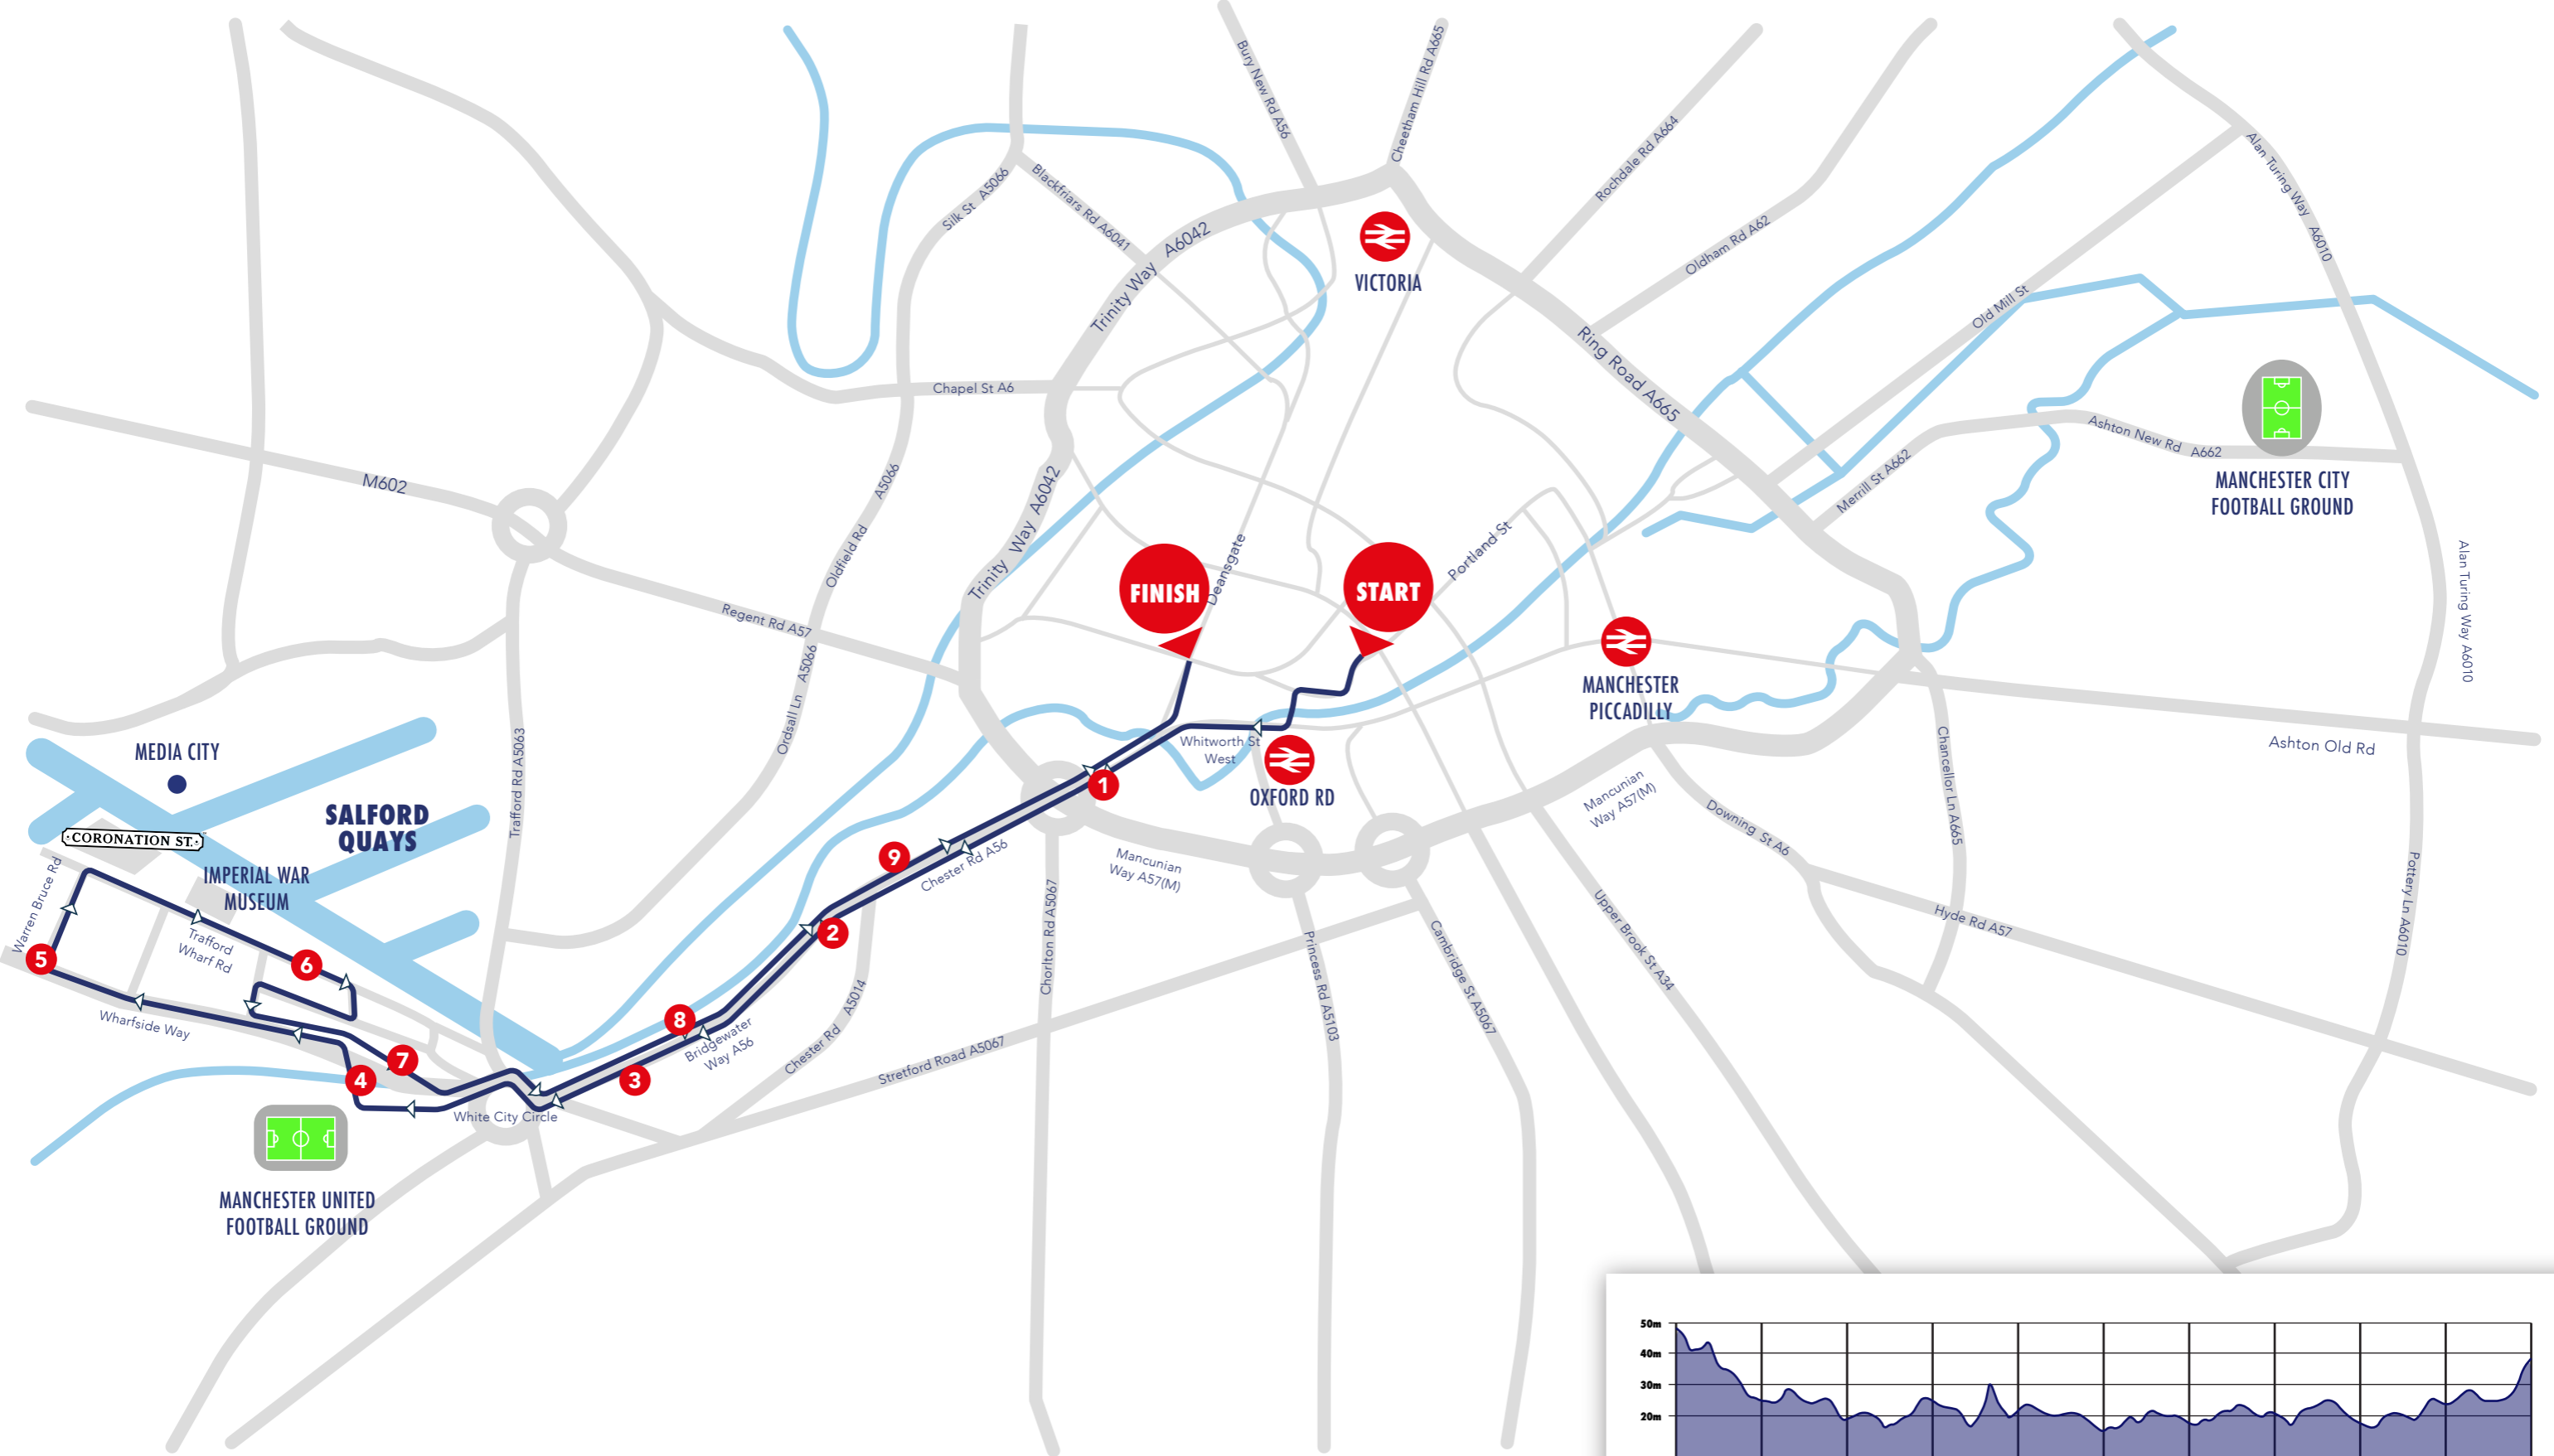 Bury New Rd A56
Cheetham Hill Rd A665
Rochdale Rd A664
Oldham Rd A62
Alan Turing Way A6010
Silk St A5066
Blackfriars Rd A6041
Trinity Way A6042
VICTORIA
Old Mill St
Ring Road A665
Chapel St A6
Ashton New Rd A662
Merrill St A662
MANCHESTER CITY
FOOTBALL GROUND
M602
A5066
Trinity Way A6042
Oldfield Rd
Portland St
Deansgate
FINISH
START
Alan Turing Way A6010
Regent Rd A57
Ordsall Ln A5066
MANCHESTER
PICCADILLY
Trafford Rd A5063
MEDIA CITY
Whitworth St
West
OXFORD RD
Ashton Old Rd
Chancellor Ln A665
Mancunian
Way A57(M)
Downing St A6
SALFORD
QUAYS
CORONATION ST.
IMPERIAL WAR
MUSEUM
1
9
Chester Rd A56
Mancunian
Way A57(M)
Warren Bruce Rd
Trafford
Wharf Rd
2
5
6
Chorlton Rd A5067
Princess Rd A5103
Cambridge St A5067
Upper Brook St A34
Hyde Rd A57
Pottery Ln A6010
Wharfside Way
8
Bridgewater
Way A56
Chester Rd A5014
Stretford Road A5067
7
4
3
White City Circle
MANCHESTER UNITED
FOOTBALL GROUND
50m
40m
30m
20m